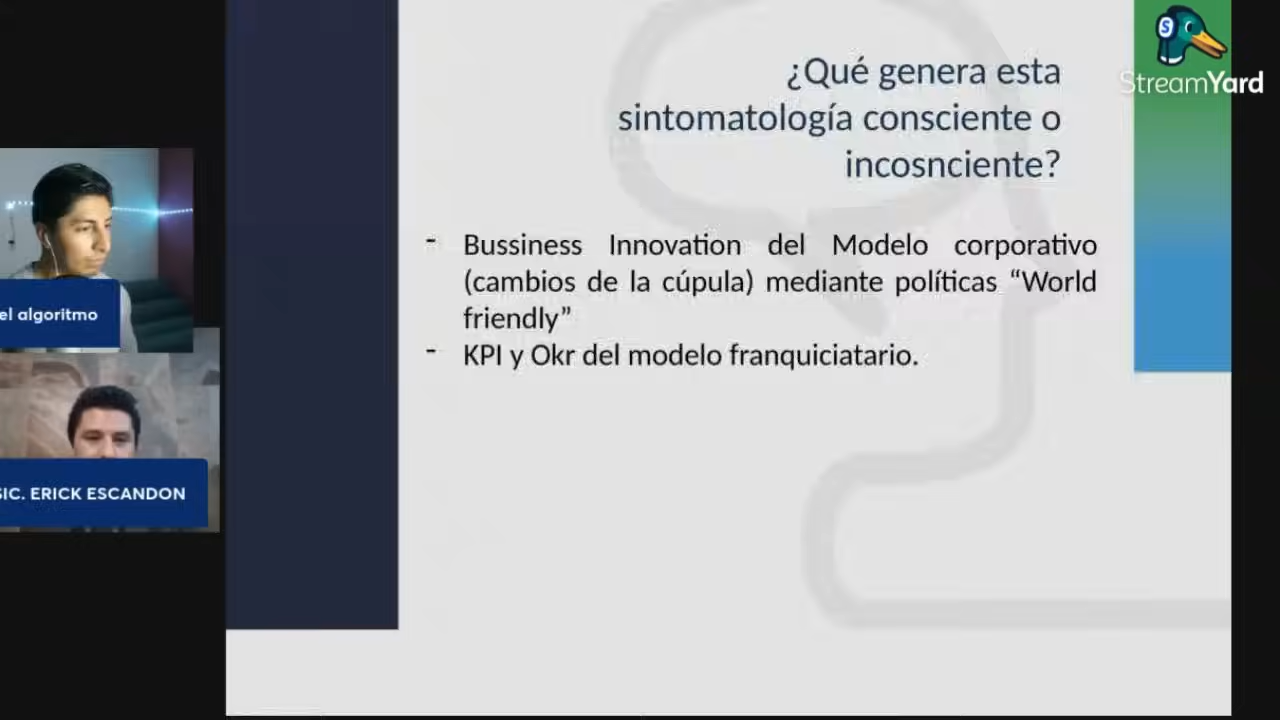 ¿Qué genera esta
sintomatología consciente o
incosnciente?
StreamYard
- Bussiness Innovation del Modelo corporativo
(cambios de la cúpula) mediante políticas “World
friendly”
- KPI y Okr del modelo franquiciatario.
el algoritmo
SIC. ERICK ESCANDON